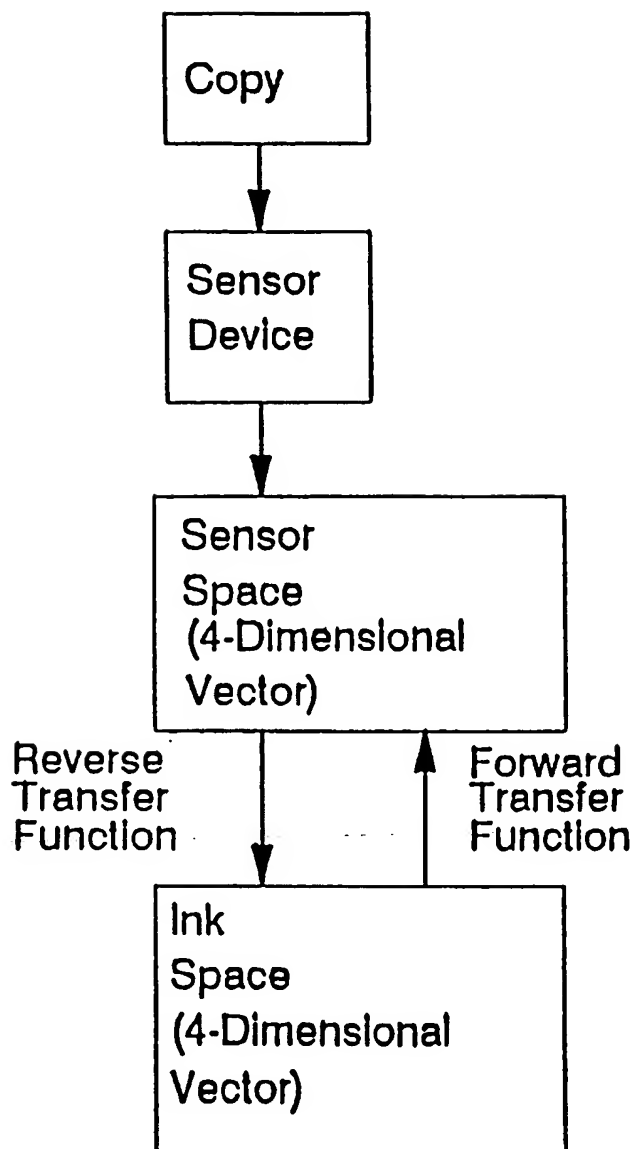 Copy
Sensor
Device
Sensor
Space
(4-Dimensional
Vector)
Reverse
Transfer
Function
Forward
Transfer
Function
Ink
Space
(4-Dimensional
Vector)